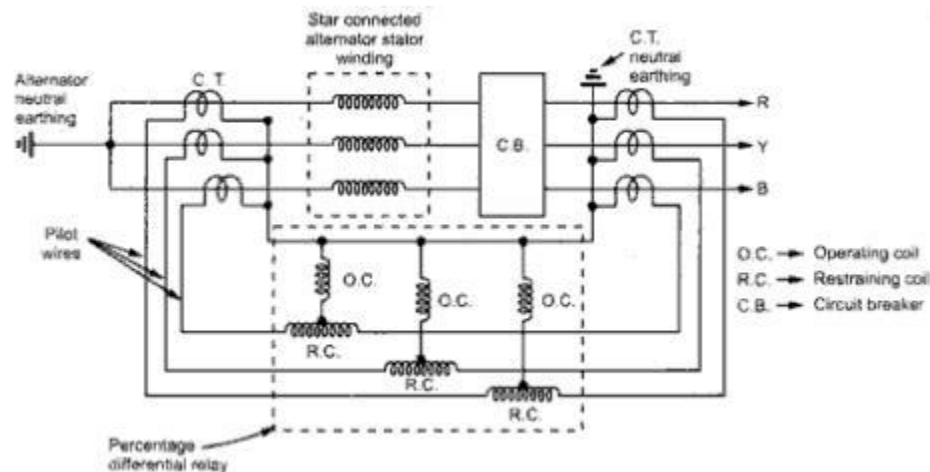 Star connected
alternator stator
winding
C.T.
neutral
earthing
Alternator
neutral
earthing
C. T.
R
C.B.
Y
B
Pilot
wires
O.C.
O.C.
O.C.
R.C.
R.C.
R.C.
O.C. → Operating coil
R.C. → Restraining coil
C.B. → Circuit breaker
Percentage
differential relay